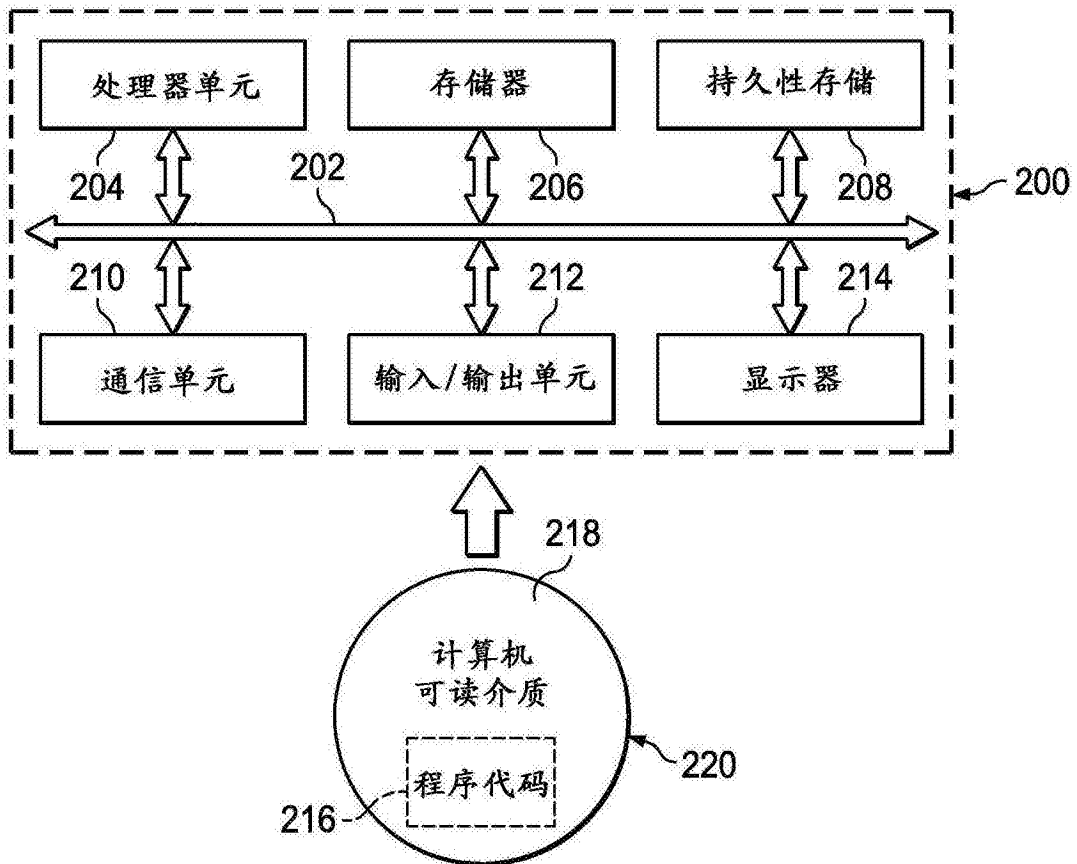 处理器单元
存储器
持久性存储
204
202
206
208
200
210
212
214
通信单元
输入/输出单元
显示器
218
计算机
可读介质
程序代码
216
220